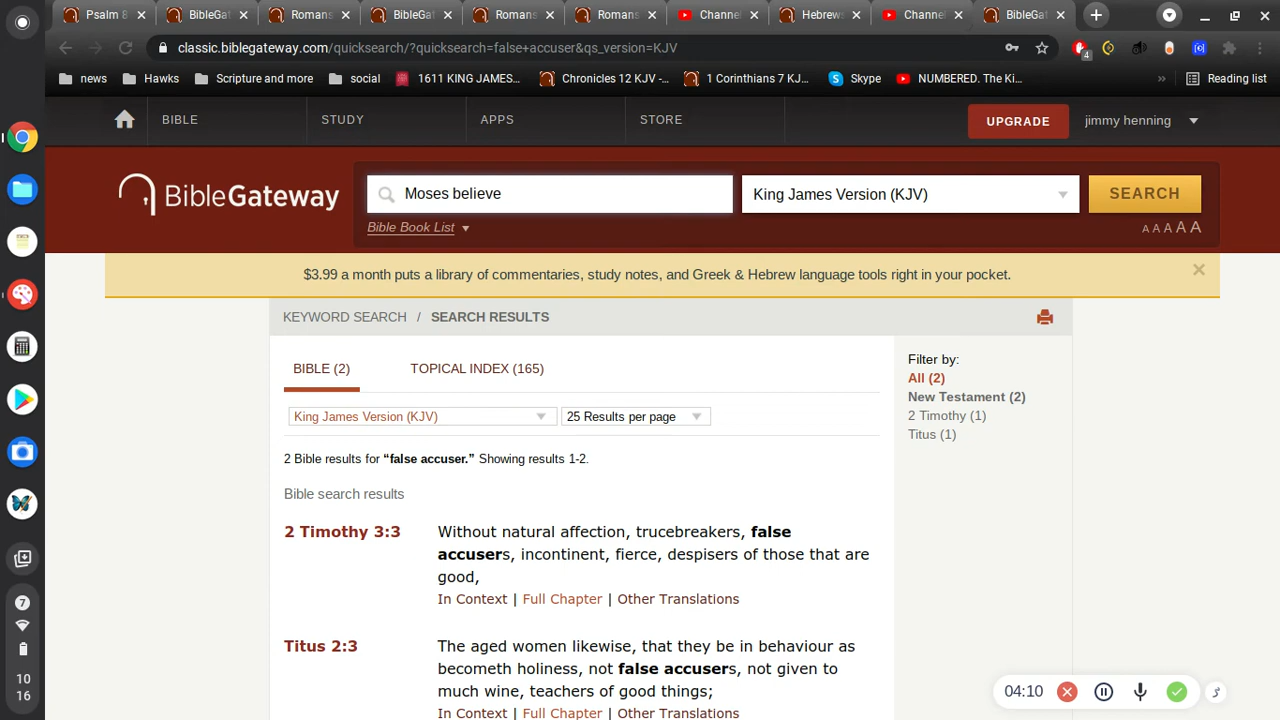 Psalm 8
BibleGat
Romans
BibleGat
Romans
Romans
Channel
Hebrews
Channel
BibleGat
classic.biblegateway.com/quicksearch/?quicksearch=false+accuser&qs_version=KJV
4
news
Hawks
Scripture and more
social
1611 KING JAMES...
Chronicles 12 KJV -...
1 Corinthians 7 KJ...
Skype
NUMBERED. The Ki...
»
Reading list
BIBLE
STUDY
APPS
STORE
UPGRADE
jimmy henning
BibleGateway
Moses believe
King James Version (KJV)
SEARCH
Bible Book List
A A A A A
$3.99 a month puts a library of commentaries, study notes, and Greek & Hebrew language tools right in your pocket.
KEYWORD SEARCH / SEARCH RESULTS
BIBLE (2)
TOPICAL INDEX (165)
King James Version (KJV)
25 Results per page
2 Bible results for “false accuser.” Showing results 1-2.
Bible search results
2 Timothy 3:3
Without natural affection, trucebreakers, false
accusers, incontinent, fierce, despisers of those that are
good,
In Context | Full Chapter | Other Translations
Titus 2:3
The aged women likewise, that they be in behaviour as
becometh holiness, not false accusers, not given to
much wine, teachers of good things;
In Context | Full Chapter | Other Translations
Filter by:
All (2)
New Testament (2)
2 Timothy (1)
Titus (1)
7
10
16
04:10